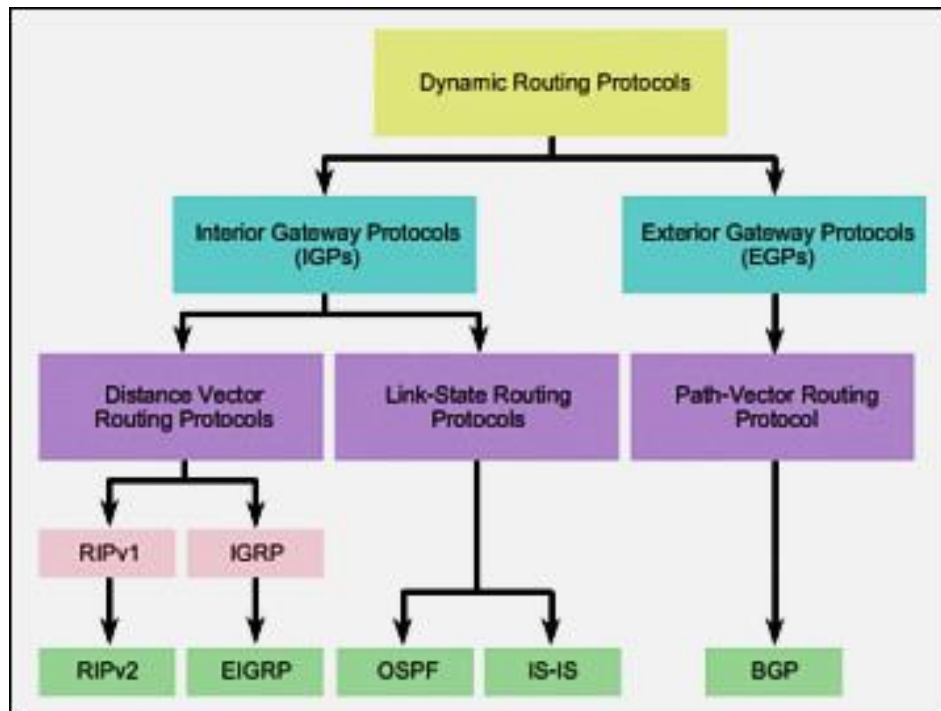 Dynamic Routing Protocols
Interior Gateway Protocols
(IGPs)
Exterior Gateway Protocols
(EGPs)
Distance Vector
Routing Protocols
Link-State Routing
Protocols
Path-Vector Routing
Protocol
RIPv1
IGRP
RIPv2
EIGRP
OSPF
IS-IS
BGP